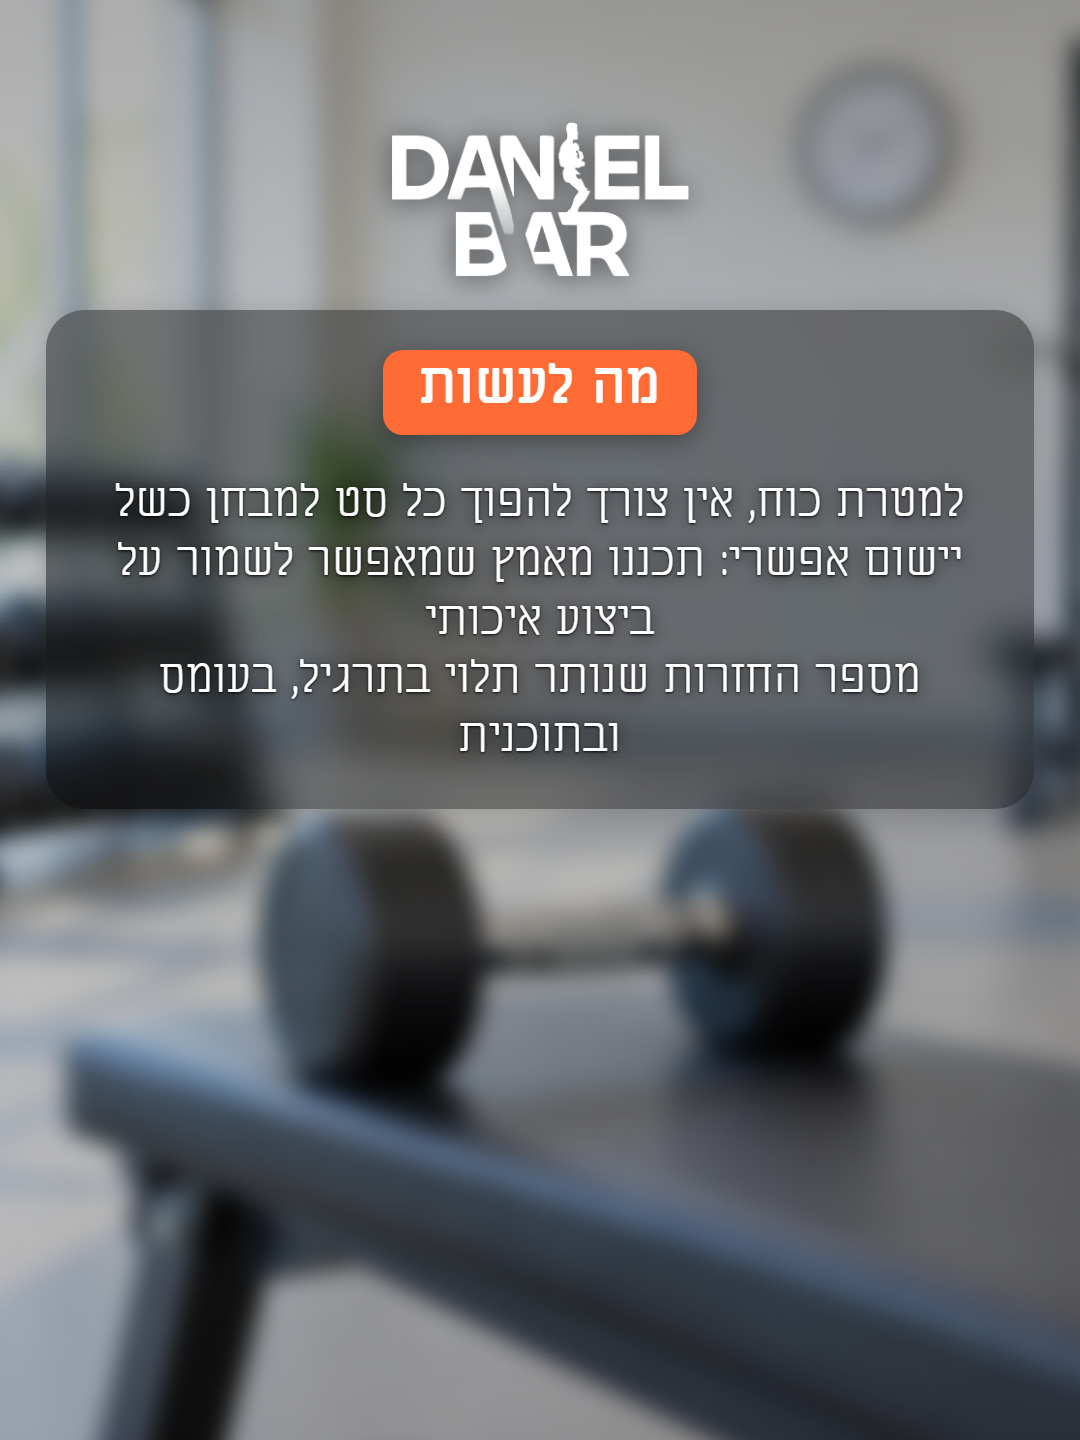 DANIEL
BAR
מה לעשות
למטרת כוח, אין צורך להפוך כל סט למבחן כשל
יישום אפשרי: תכננו מאמץ שמאפשר לשמור על
ביצוע איכותי
מספר החזרות שנותר תלוי בתרגיל, בעומס
ובתוכנית